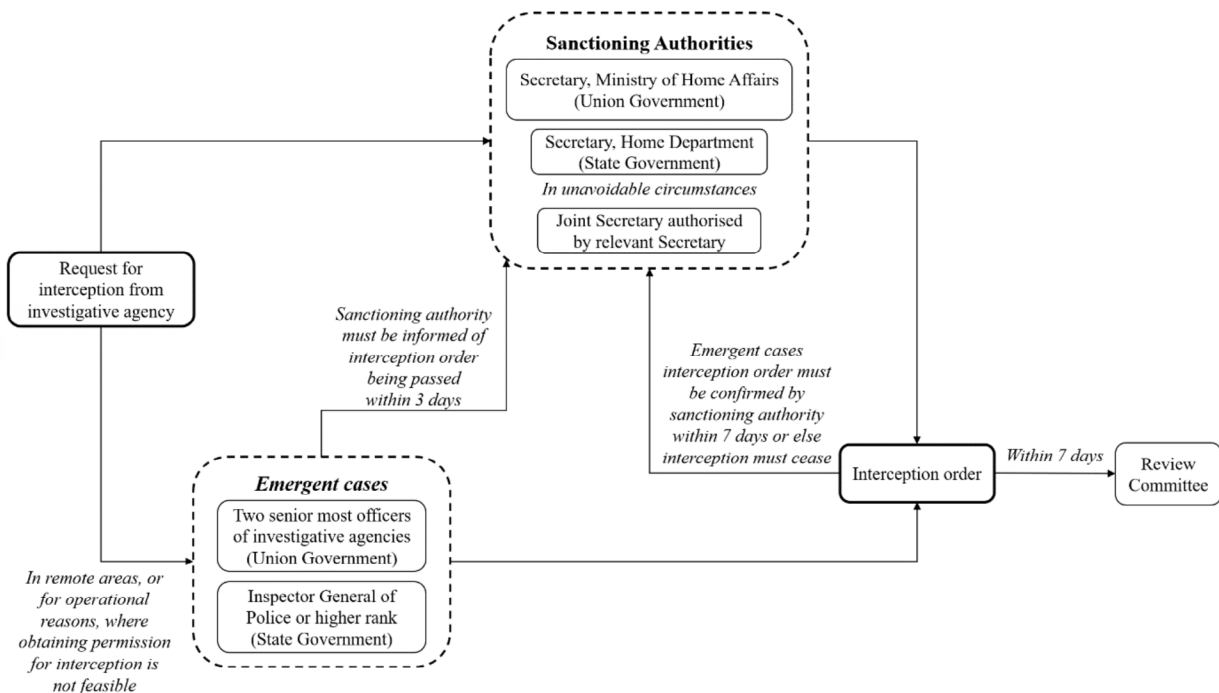 Sanctioning Authorities
Secretary, Ministry of Home Affairs
(Union Government)
Secretary, Home Department
(State Government)
In unavoidable circumstances
Joint Secretary authorised
by relevant Secretary
Request for
interception from
investigative agency
Sanctioning authority
must be informed of
interception order
being passed
within 3 days
Emergent cases
interception order must
be confirmed by
sanctioning authority
within 7 days or else
interception must cease
Interception order
Within 7 days
Review
Committee
Emergent cases
Two senior most officers
of investigative agencies
(Union Government)
Inspector General of
Police or higher rank
(State Government)
In remote areas, or
for operational
reasons, where
obtaining permission
for interception is
not feasible